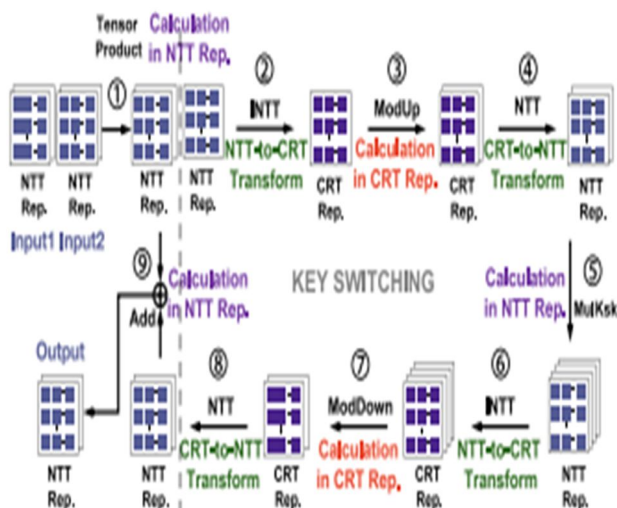 Tensor
Product
Calculation
in NTT Rep.
①
②
INTT
NTT-to-CRT
Transform
③
ModUp
Calculation
in CRT Rep.
④
NTT
CRT-to-NTT
Transform
NTT
Rep.
NTT
Rep.
NTT
Rep.
NTT
Rep.
CRT
Rep.
CRT
Rep.
NTT
Rep.
Input1 Input2
⑨
Calculation
in NTT Rep.
Add
KEY SWITCHING
Calculation
in NTT Rep.
⑤
MulKsk
Output
⑧
NTT
CRT-to-NTT
Transform
⑦
ModDown
Calculation
in CRT Rep.
⑥
INTT
NTT-to-CRT
Transform
NTT
Rep.
NTT
Rep.
CRT
Rep.
CRT
Rep.
NTT
Rep.